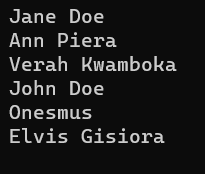 Jane Doe
Ann Piera
Verah Kwamboka
John Doe
Onesmus
Elvis Gisiora